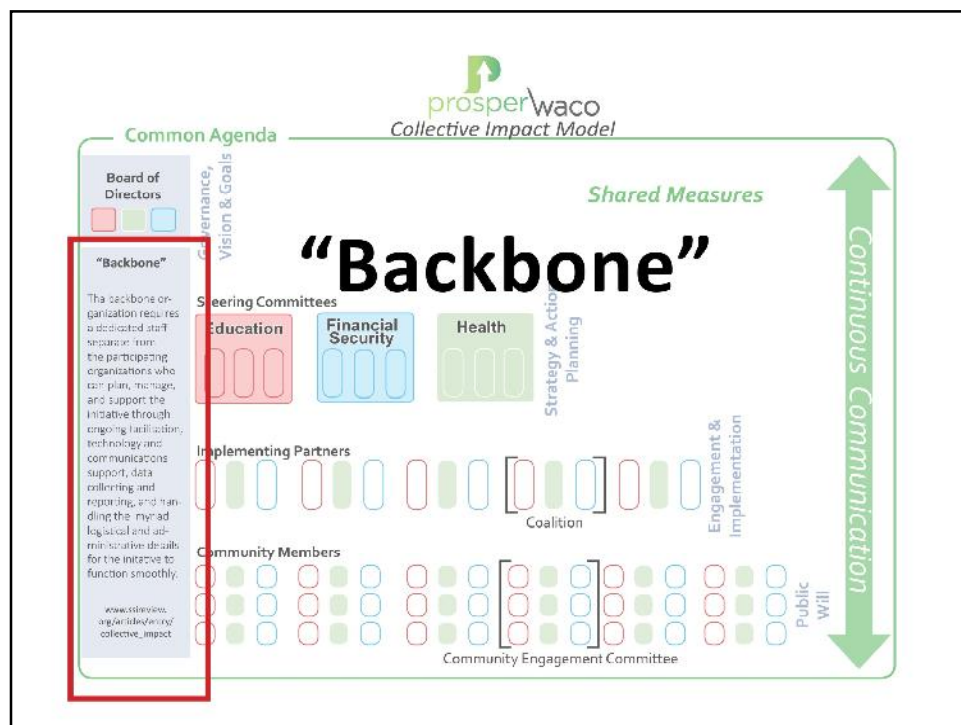 prosper\waco
Collective Impact Model
Common Agenda
Board of
Directors
Governance,
Vision & Goals
Shared Measures
"Backbone"
"Backbone"
Tha backbone or-
ganization requires
a dedicated staff
separate from
the participating
organizations who
can plan, manage,
and support the
initiative through
ongoing facilitation,
technology and
communications
support, data
collecting and
reporting, and han-
dling the myriad
logistical and ad-
ministrative details
for the initative to
function smoothly.
www.ssireview.
org/articles/entry/
collective_impact
Steering Committees
Education
Financial
Security
Health
Strategy & Action
Planning
Implementing Partners
Coalition
Engagement &
Implementation
Community Members
Community Engagement Committee
Public
Will
Continuous Communication